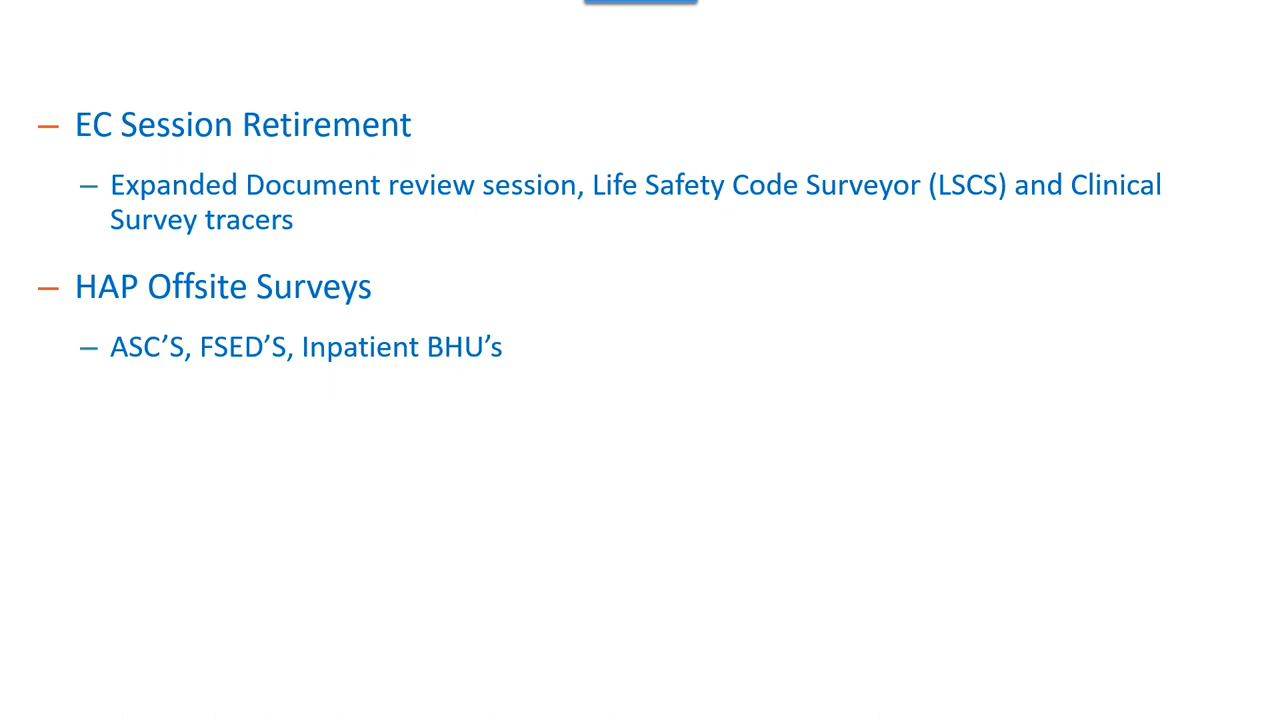 – EC Session Retirement
– Expanded Document review session, Life Safety Code Surveyor (LSCS) and Clinical
Survey tracers
– HAP Offsite Surveys
– ASC’S, FSED’S, Inpatient BHU’s